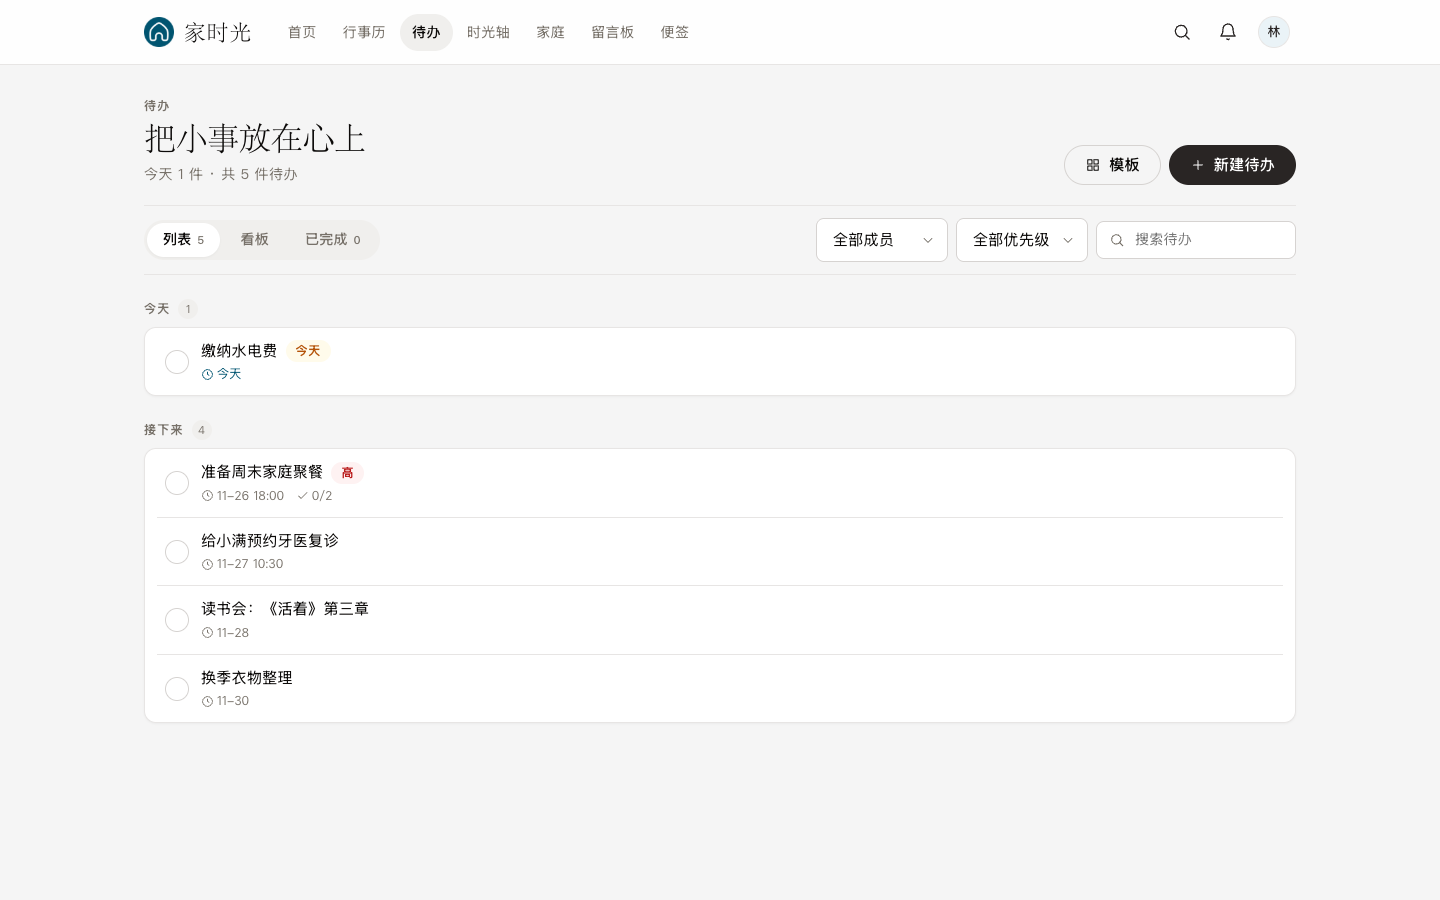 家时光 首页 行事历 待办 时光轴 家庭 留言板 便签 林
待办
把小事放在心上
今天 1 件 · 共 5 件待办
模板 新建待办
列表 5 看板 已完成 0 全部成员 全部优先级 搜索待办
今天 1
缴纳水电费 今天
今天
接下来 4
准备周末家庭聚餐 高
11-26 18:00 0/2
给小满预约牙医复诊
11-27 10:30
读书会：《活着》第三章
11-28
换季衣物整理
11-30